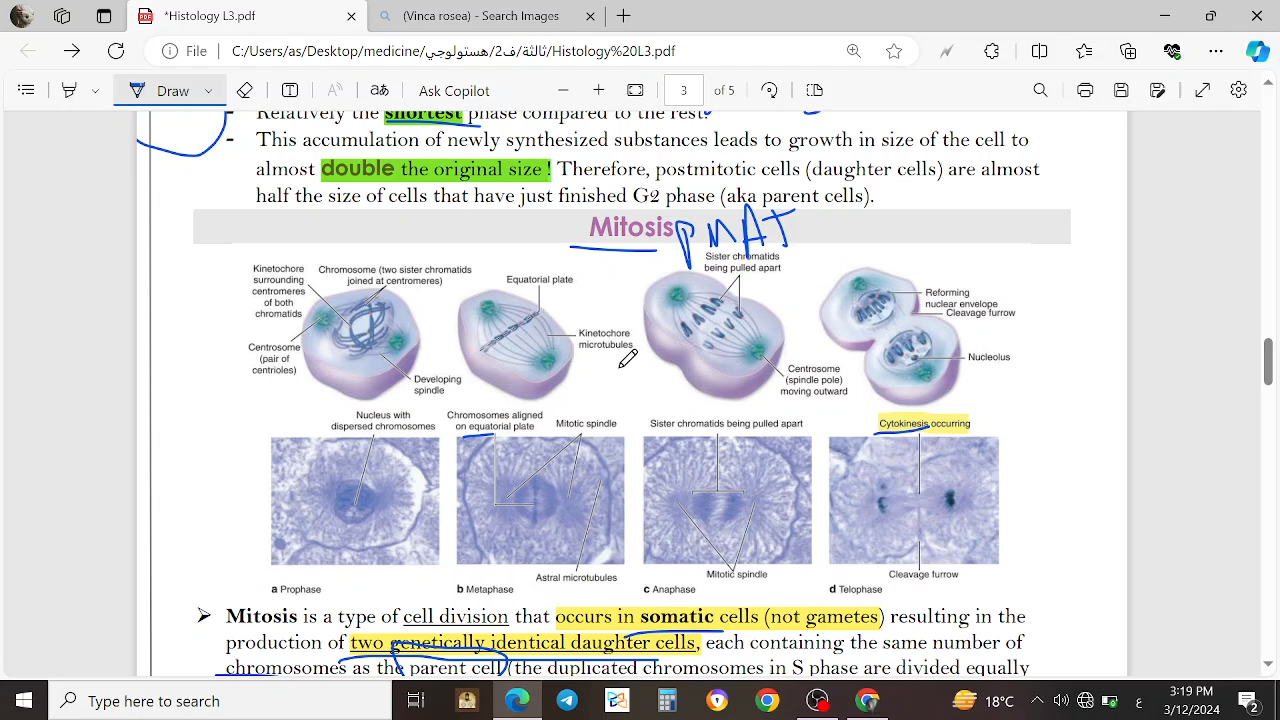 *Histology L3.pdf
(Vinca rosea) - Search Images
File
C:/Users/as/Desktop/medicine/ثالثة/ف2/هستولوجي/Histology%20L3.pdf
Draw
Ask Copilot
3 of 5
- Relatively the shortest phase compared to the rest.
- This accumulation of newly synthesized substances leads to growth in size of the cell to
almost double the original size ! Therefore, postmitotic cells (daughter cells) are almost
half the size of cells that have just finished G2 phase (aka parent cells).
Mitosis PMAT
Kinetochore
surrounding
centromeres
of both
chromatids
Chromosome (two sister chromatids
joined at centromeres)
Centrosome
(pair of
centrioles)
Developing
spindle
Equatorial plate
Kinetochore
microtubules
Sister chromatids
being pulled apart
Centrosome
(spindle pole)
moving outward
Reforming
nuclear envelope
Cleavage furrow
Nucleolus
Nucleus with
dispersed chromosomes
Chromosomes aligned
on equatorial plate
Mitotic spindle
Sister chromatids being pulled apart
Cytokinesis occurring
Astral microtubules
Mitotic spindle
Cleavage furrow
a Prophase
b Metaphase
c Anaphase
d Telophase
➢ Mitosis is a type of cell division that occurs in somatic cells (not gametes) resulting in the
production of two genetically identical daughter cells, each containing the same number of
chromosomes as the parent cell (the duplicated chromosomes in S phase are divided equally
Type here to search
18°C
ع
3:19 PM
3/12/2024
2